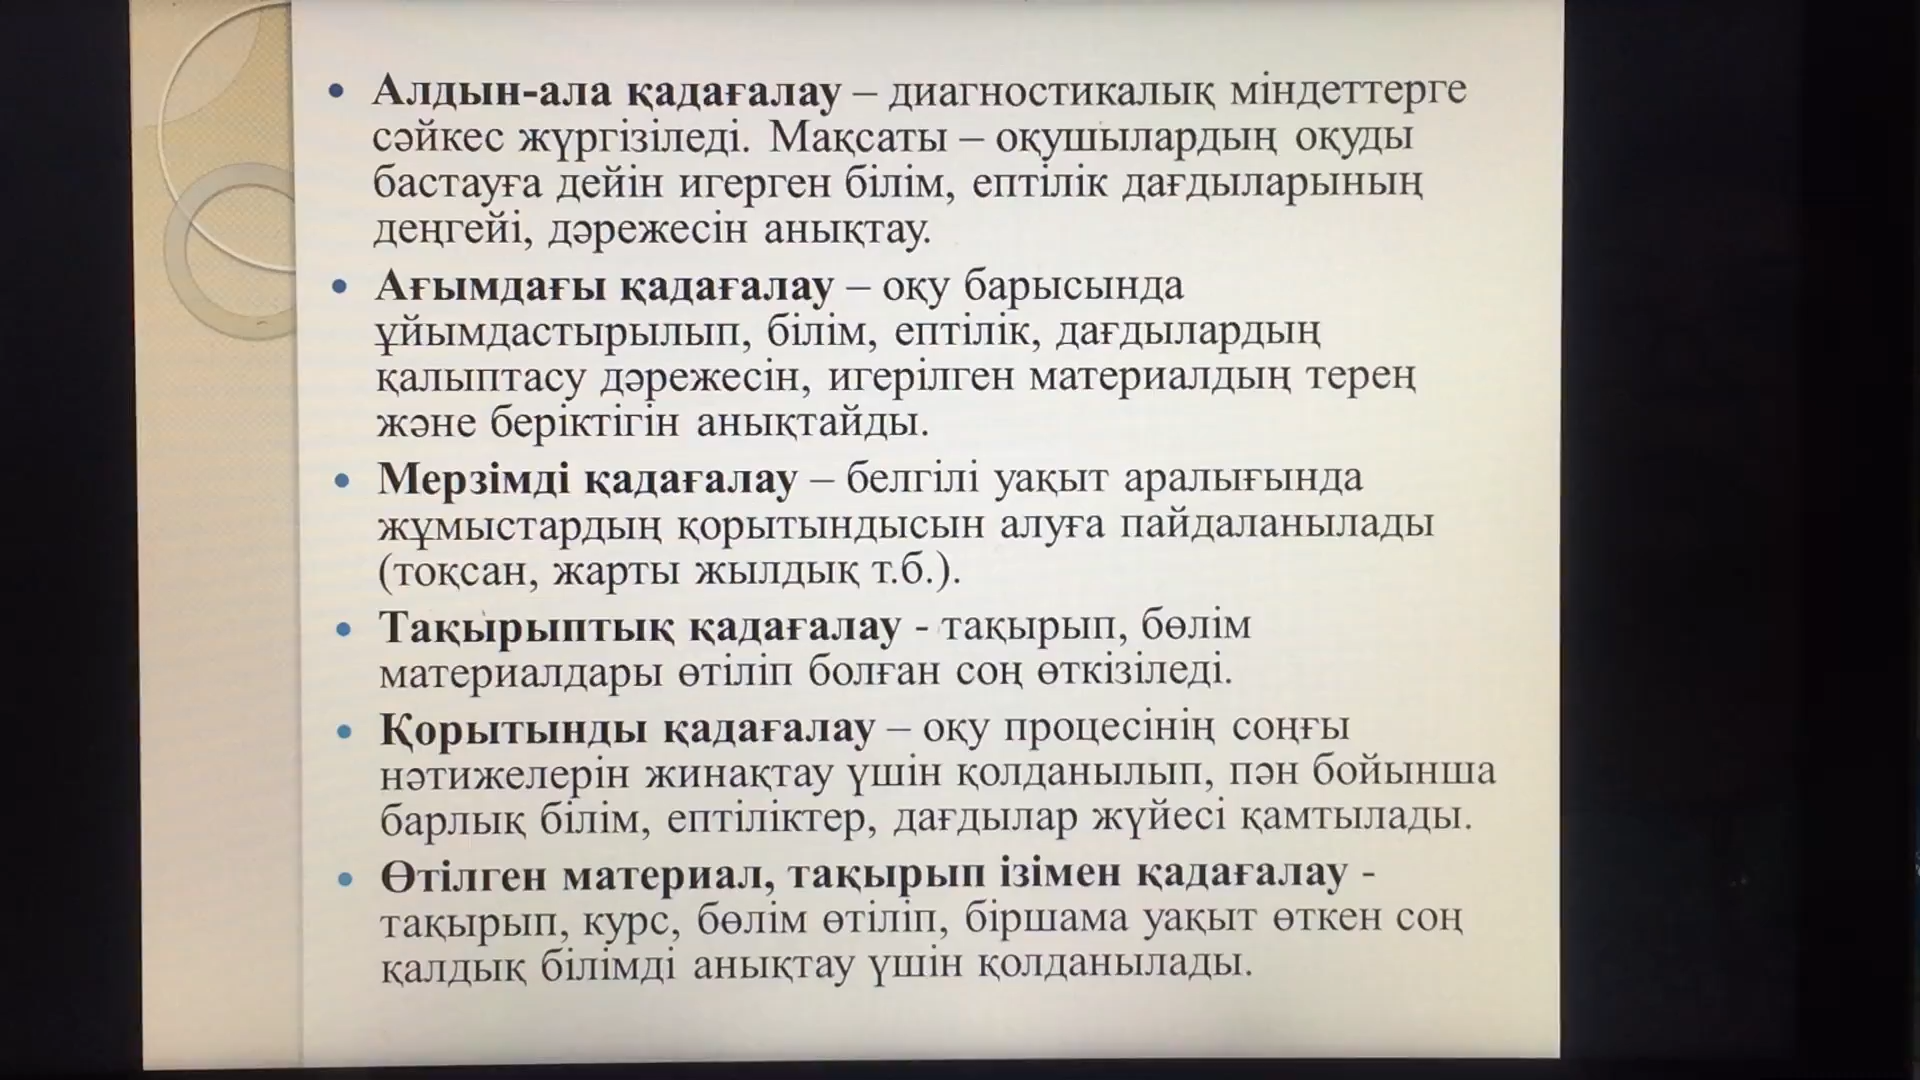 • Алдын-ала қадағалау – диагностикалық міндеттерге
сәйкес жүргізіледі. Мақсаты – оқушылардың оқуды
бастауға дейін игерген білім, ептілік дағдыларының
деңгейі, дәрежесін анықтау.
• Ағымдағы қадағалау – оқу барысында
ұйымдастырылып, білім, ептілік, дағдылардың
қалыптасу дәрежесін, игерілген материалдың терең
және беріктігін анықтайды.
• Мерзімді қадағалау – белгілі уақыт аралығында
жұмыстардың қорытындысын алуға пайдаланылады
(тоқсан, жарты жылдық т.б.).
• Тақырыптық қадағалау - тақырып, бөлім
материалдары өтіліп болған соң өткізіледі.
• Қорытынды қадағалау – оқу процесінің соңғы
нәтижелерін жинақтау үшін қолданылып, пән бойынша
барлық білім, ептіліктер, дағдылар жүйесі қамтылады.
• Өтілген материал, тақырып ізімен қадағалау -
тақырып, курс, бөлім өтіліп, біршама уақыт өткен соң
қалдық білімді анықтау үшін қолданылады.